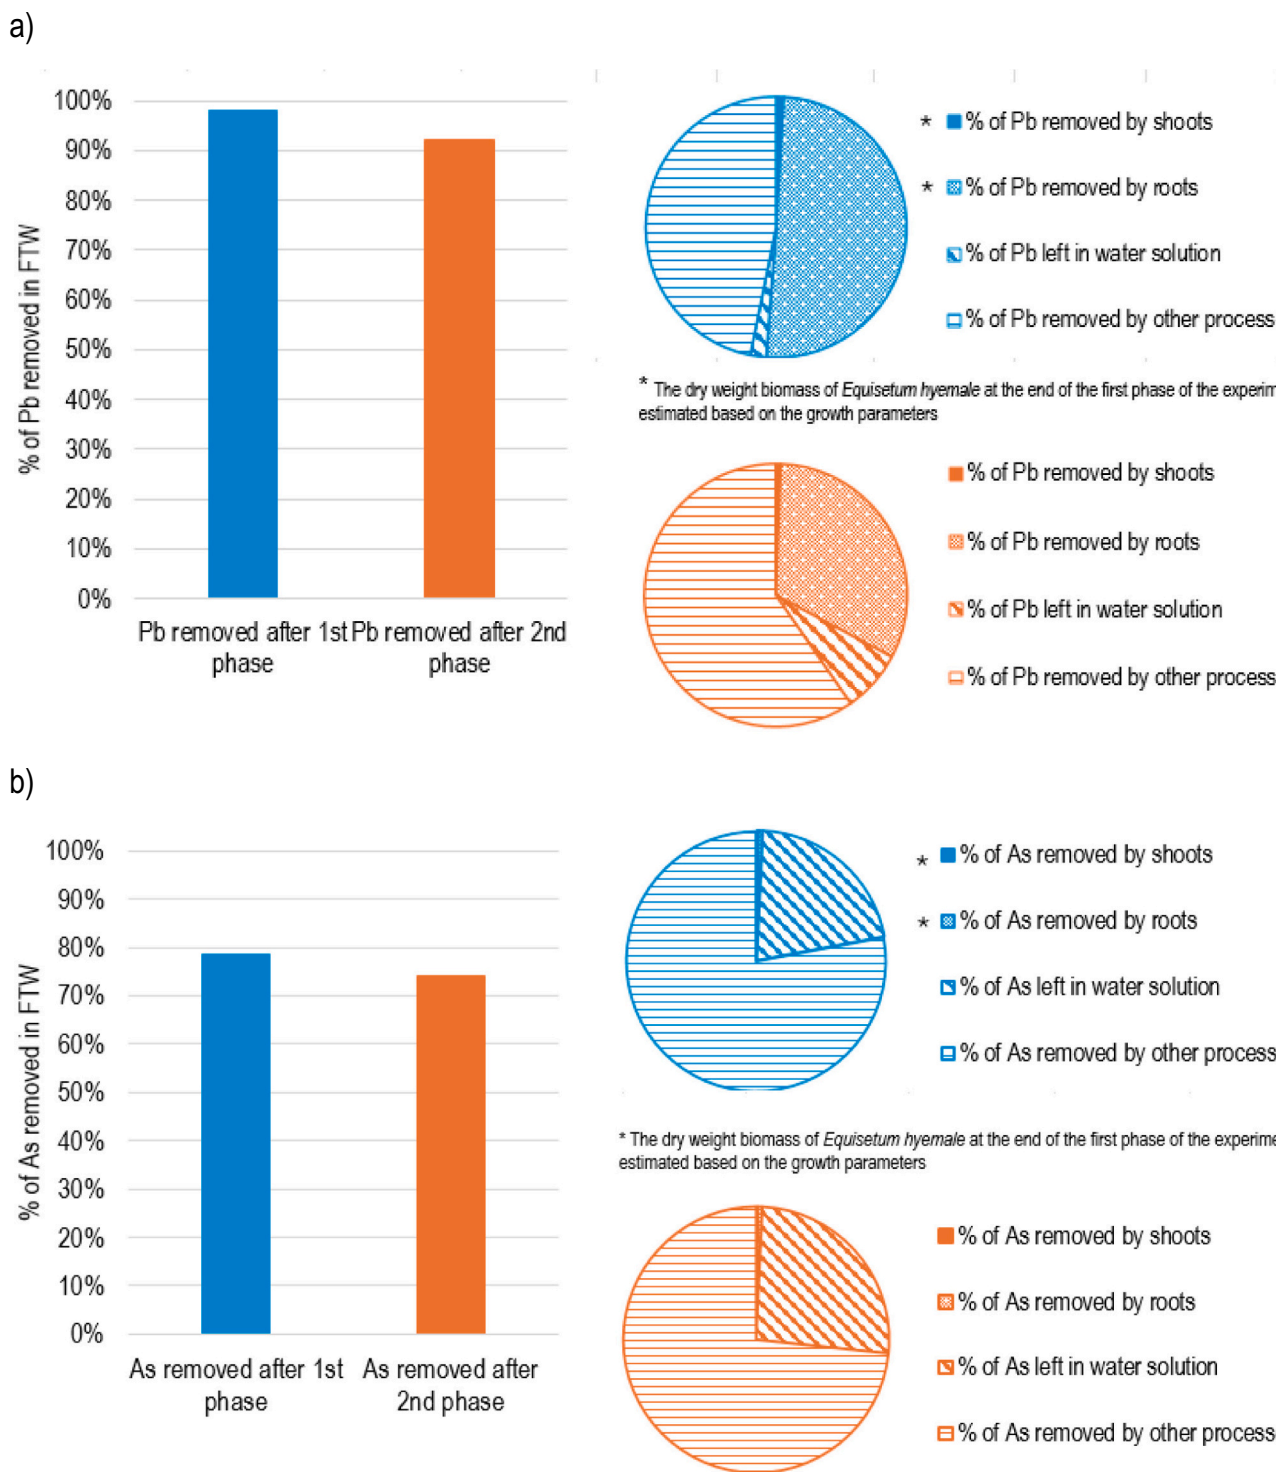 a)
100%
90%
80%
70%
60%
50%
40%
30%
20%
10%
0%
% of Pb removed in FTW
Pb removed after 1st phase
Pb removed after 2nd phase
* % of Pb removed by shoots
* % of Pb removed by roots
% of Pb left in water solution
% of Pb removed by other process
* The dry weight biomass of Equisetum hyemale at the end of the first phase of the experim
estimated based on the growth parameters
% of Pb removed by shoots
% of Pb removed by roots
% of Pb left in water solution
% of Pb removed by other process
b)
100%
90%
80%
70%
60%
50%
40%
30%
20%
10%
0%
% of As removed in FTW
As removed after 1st phase
As removed after 2nd phase
* % of As removed by shoots
* % of As removed by roots
% of As left in water solution
% of As removed by other process
* The dry weight biomass of Equisetum hyemale at the end of the first phase of the experime
estimated based on the growth parameters
% of As removed by shoots
% of As removed by roots
% of As left in water solution
% of As removed by other process